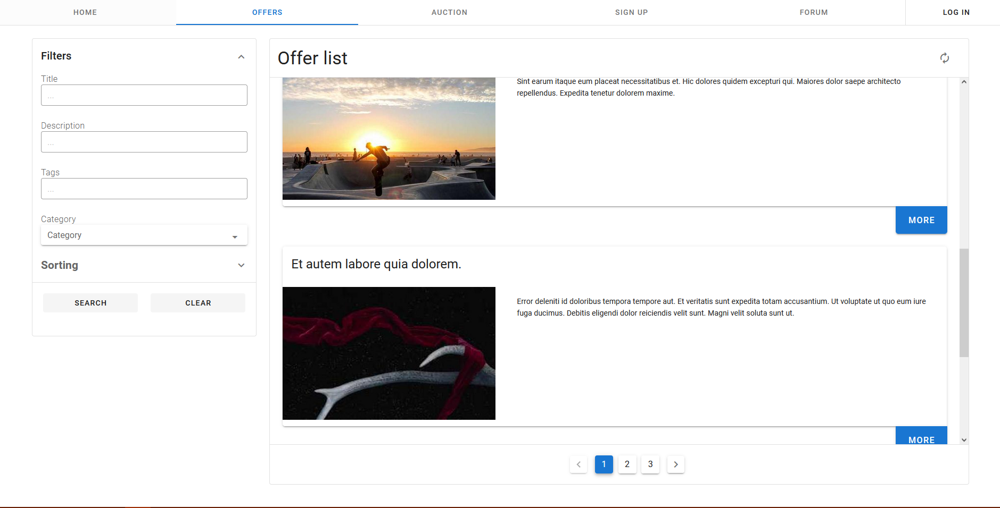 HOME
OFFERS
AUCTION
SIGN UP
FORUM
LOG IN
Filters
Title
...
Description
...
Tags
...
Category
Category
Sorting
SEARCH
CLEAR
Offer list
Sint earum itaque eum placeat necessitatibus et. Hic dolores quidem excepturi qui. Maiores dolor saepe architecto
repellendus. Expedita tenetur dolorem maxime.
MORE
Et autem labore quia dolorem.
Error deleniti id doloribus tempora tempore aut. Et veritatis sunt expedita totam accusantium. Ut voluptate ut quo eum iure
fuga ducimus. Debitis eligendi dolor reiciendis velit sunt. Magni velit soluta sunt ut.
MORE
1
2
3